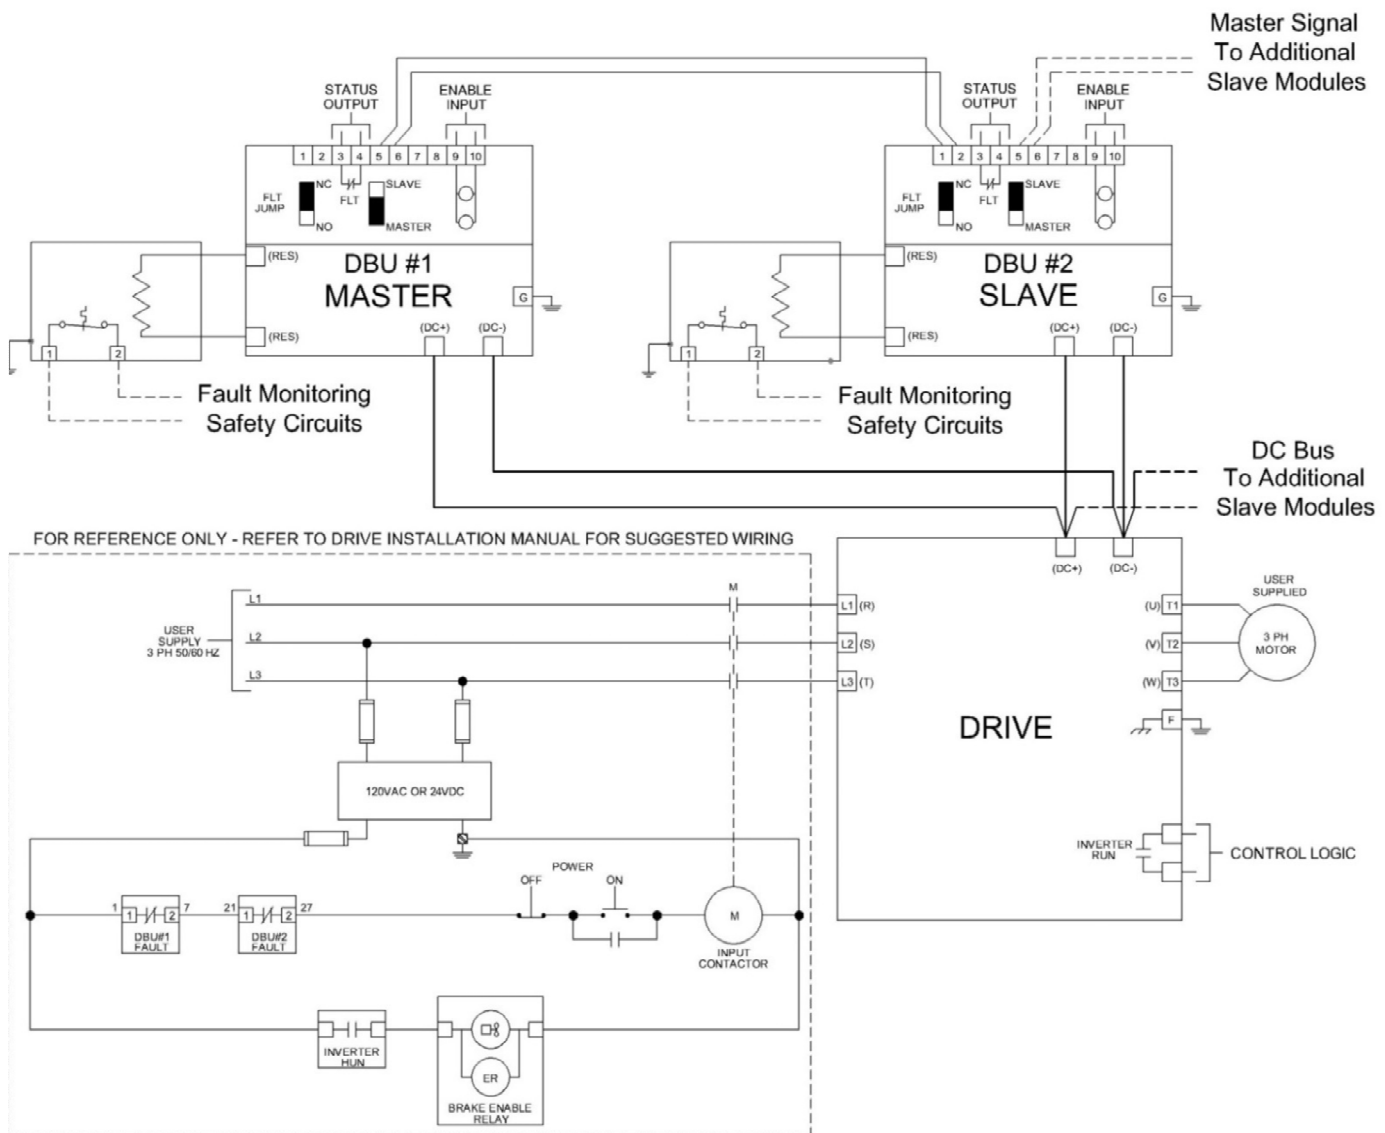 Master Signal
To Additional
Slave Modules
STATUS
OUTPUT
ENABLE
INPUT
STATUS
OUTPUT
ENABLE
INPUT
1 2 3 4 5 6 7 8 9 10
1 2 3 4 5 6 7 8 9 10
FLT
JUMP
NC
NO
FLT
SLAVE
MASTER
FLT
JUMP
NC
NO
FLT
SLAVE
MASTER
(RES)
DBU #1
MASTER
G
(RES)
(DC+)
(DC-)
1
2
(RES)
DBU #2
SLAVE
G
(RES)
(DC+)
(DC-)
1
2
Fault Monitoring
Safety Circuits
Fault Monitoring
Safety Circuits
DC Bus
To Additional
Slave Modules
FOR REFERENCE ONLY - REFER TO DRIVE INSTALLATION MANUAL FOR SUGGESTED WIRING
(DC+)
(DC-)
USER
SUPPLY
3 PH 50/60 HZ
L1
L2
L3
M
L1 (R)
L2 (S)
L3 (T)
(U) T1
(V) T2
(W) T3
USER
SUPPLIED
3 PH
MOTOR
DRIVE
F
120VAC OR 24VDC
INVERTER
RUN
CONTROL LOGIC
POWER
OFF
ON
1 1 2 7
DBU#1
FAULT
21 1 2 27
DBU#2
FAULT
M
INPUT
CONTACTOR
INVERTER
HUN
ER
BRAKE ENABLE
RELAY